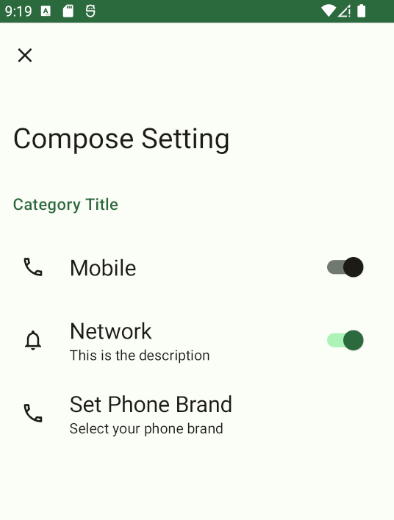 9:19
Compose Setting
Category Title
Mobile
Network
This is the description
Set Phone Brand
Select your phone brand